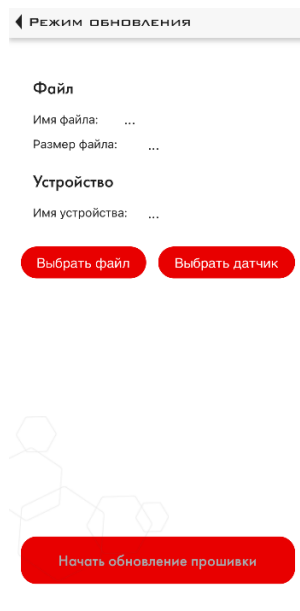 Режим обновления
Файл
Имя файла: ...
Размер файла: ...
Устройство
Имя устройства: ...
Выбрать файл Выбрать датчик
Начать обновление прошивки